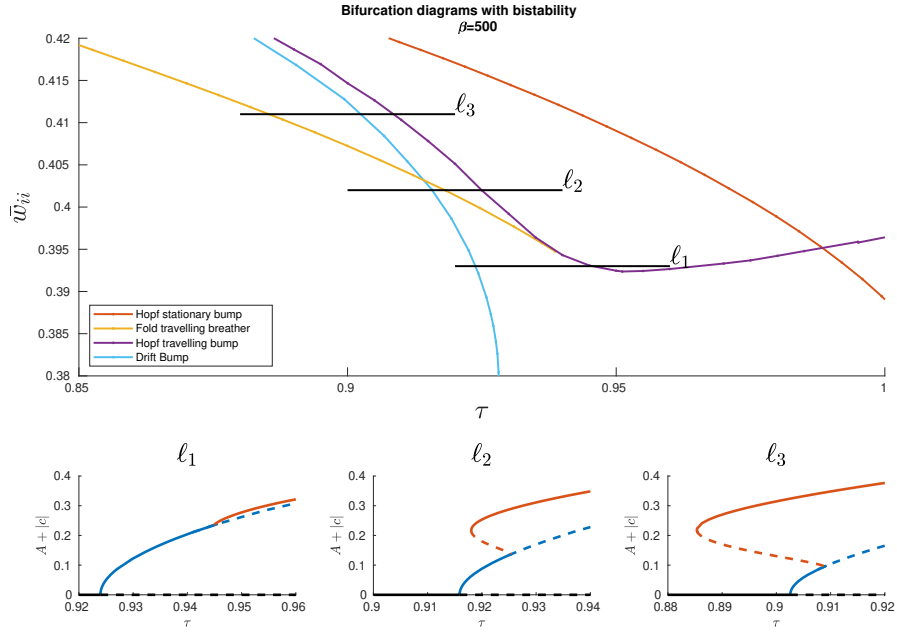 Bifurcation diagrams with bistability
β=500
0.42
0.415
0.41
0.405
0.4
0.395
0.39
0.385
0.38
w̄ii
ℓ3
ℓ2
ℓ1
Hopf stationary bump
Fold travelling breather
Hopf travelling bump
Drift Bump
0.85 0.9 0.95 1
τ
ℓ1
0.4
0.3
0.2
0.1
0
A + |c|
0.92 0.93 0.94 0.95 0.96
τ
ℓ2
0.4
0.3
0.2
0.1
0
A + |c|
0.9 0.91 0.92 0.93 0.94
τ
ℓ3
0.4
0.3
0.2
0.1
0
A + |c|
0.88 0.89 0.9 0.91 0.92
τ